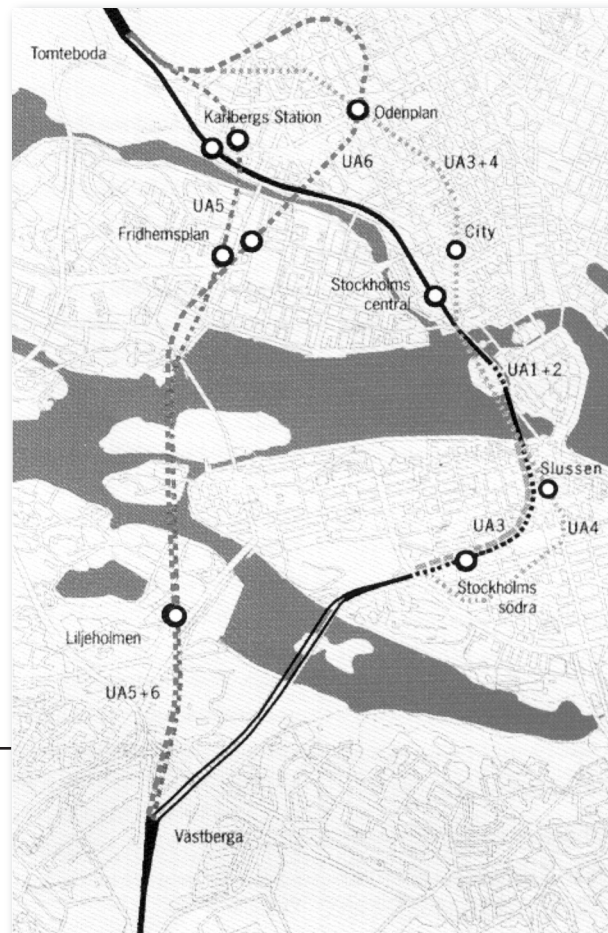 Tomteboda
Karlbergs Station
Odenplan
UA6
UA3+4
UA5
Fridhemsplan
City
Stockholms
central
UA1+2
Slussen
UA3
UA4
Stockholms
södra
Liljeholmen
UA5+6
Västberga